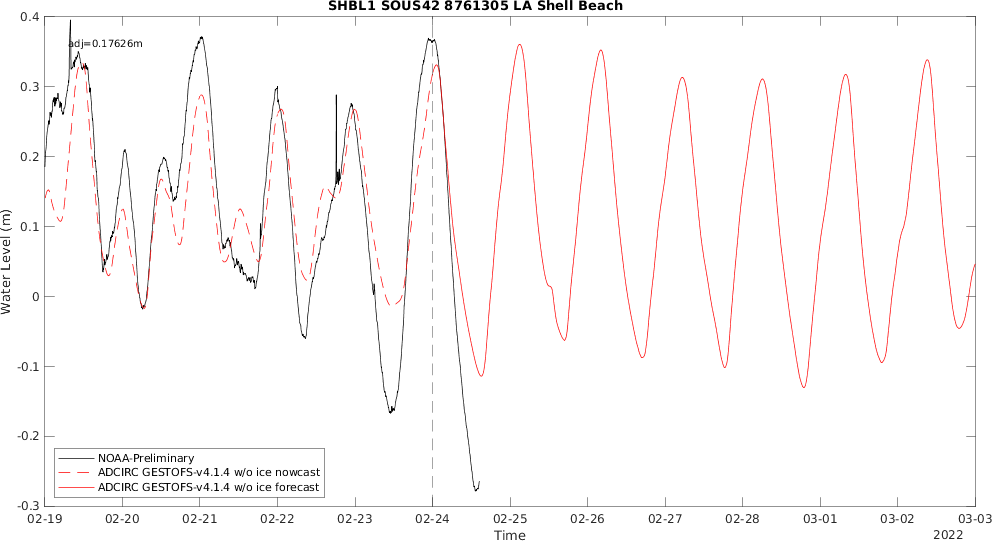 SHBL1 SOUS42 8761305 LA Shell Beach
adj=0.17626m
Water Level (m)
0.4
0.3
0.2
0.1
0
-0.1
-0.2
-0.3
NOAA-Preliminary
ADCIRC GESTOFS-v4.1.4 w/o ice nowcast
ADCIRC GESTOFS-v4.1.4 w/o ice forecast
02-19 02-20 02-21 02-22 02-23 02-24 02-25 02-26 02-27 02-28 03-01 03-02 03-03
Time
2022